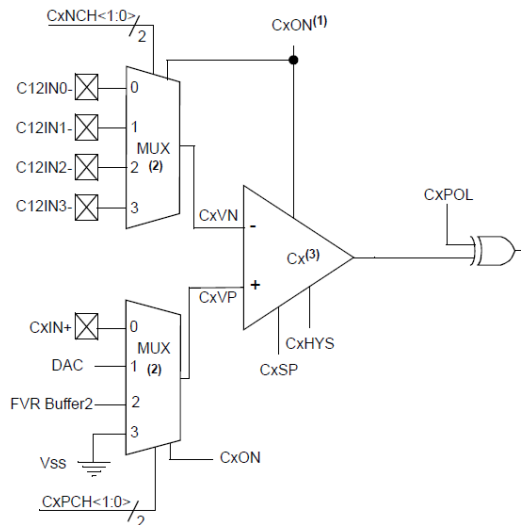 CxNCH<1:0>
2
CxON(1)
C12IN0-
0
C12IN1-
1
MUX
(2)
C12IN2-
2
C12IN3-
3
CxVN
-
CxPOL
Cx(3)
+
CxVP
CxIN+
0
MUX
(2)
DAC
1
FVR Buffer2
2
3
Vss
CxHYS
CxSP
CxON
CxPCH<1:0>
2